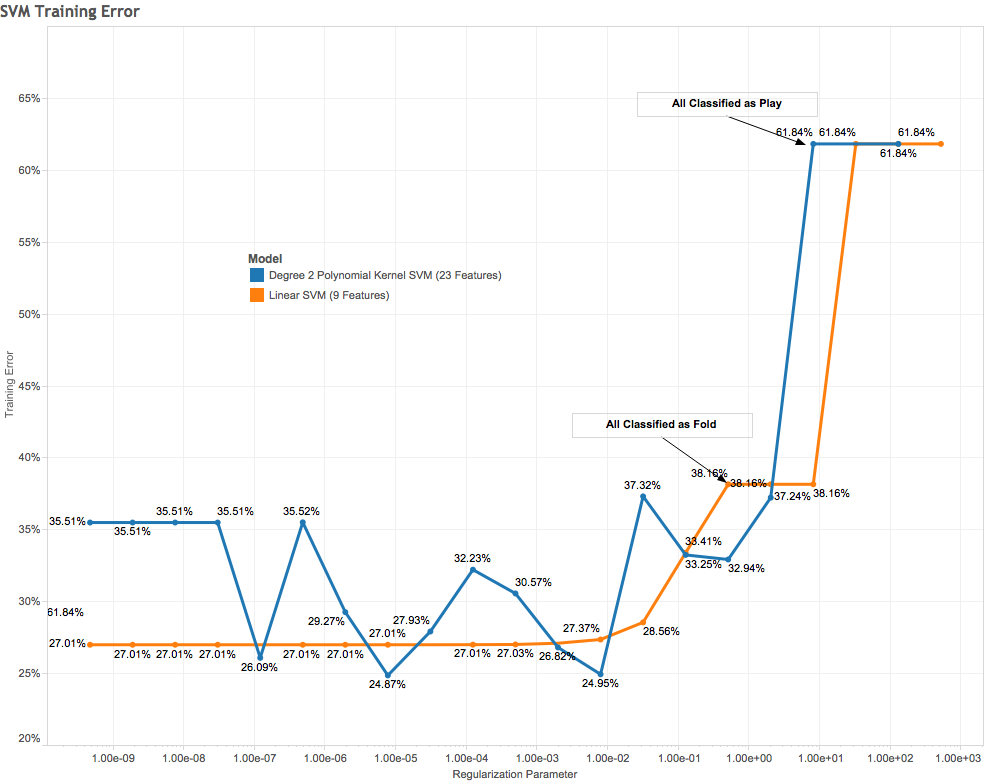 SVM Training Error
65%
60%
55%
50%
45%
40%
35%
30%
25%
20%
Training Error
All Classified as Play
61.84% 61.84% 61.84%
61.84%
Model
Degree 2 Polynomial Kernel SVM (23 Features)
Linear SVM (9 Features)
All Classified as Fold
38.16%
38.16%
37.32%
37.24% 38.16%
35.51% 35.51% 35.51% 35.51% 35.52%
33.41%
33.25% 32.94%
32.23%
30.57%
61.84%
29.27% 27.93% 27.01% 27.37% 28.56%
27.01% 27.01% 27.01% 27.01% 27.01% 27.01% 27.01% 27.03% 26.82%
26.09%
24.87% 24.95%
1.00e-09 1.00e-08 1.00e-07 1.00e-06 1.00e-05 1.00e-04 1.00e-03 1.00e-02 1.00e-01 1.00e+00 1.00e+01 1.00e+02 1.00e+03
Regularization Parameter